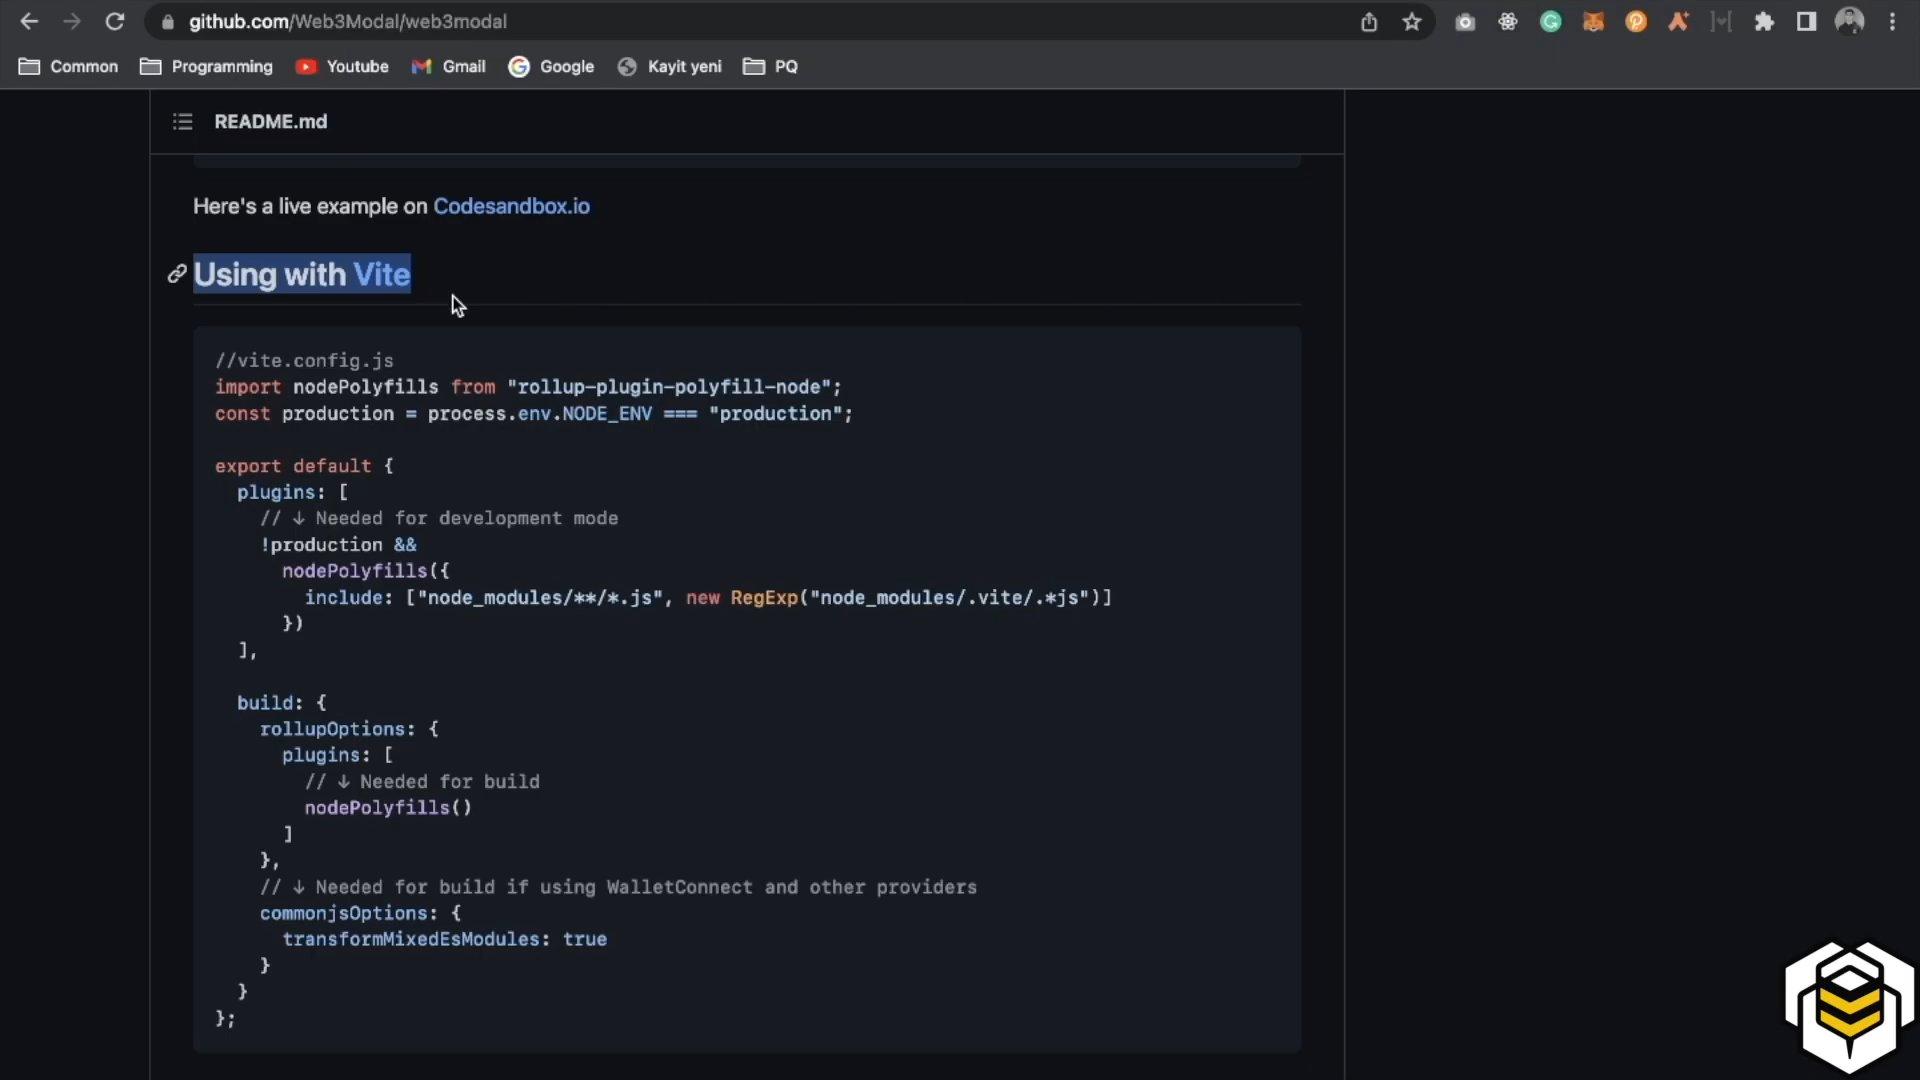 github.com/Web3Modal/web3modal
Common Programming Youtube Gmail Google Kayit yeni PQ
README.md
Here's a live example on Codesandbox.io
Using with Vite
//vite.config.js
import nodePolyfills from "rollup-plugin-polyfill-node";
const production = process.env.NODE_ENV === "production";
export default {
plugins: [
// ↓ Needed for development mode
!production &&
nodePolyfills({
include: ["node_modules/**/*.js", new RegExp("node_modules/.vite/.*js")]
})
],
build: {
rollupOptions: {
plugins: [
// ↓ Needed for build
nodePolyfills()
]
},
// ↓ Needed for build if using WalletConnect and other providers
commonjsOptions: {
transformMixedEsModules: true
}
}
};